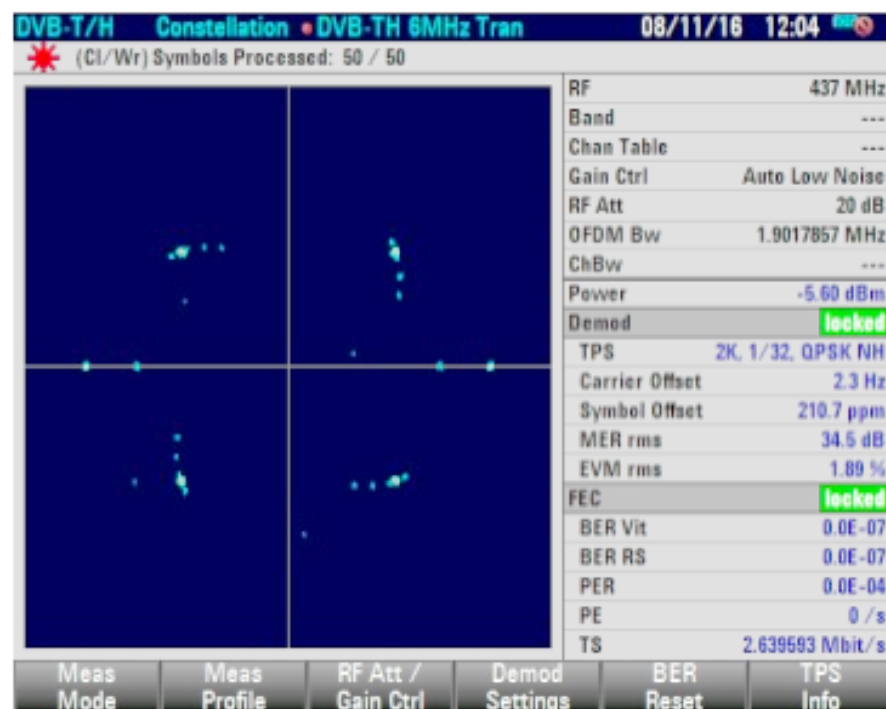 DVB-T/H Constellation DVB-TH 6MHz Tran 08/11/16 12:04
(Cl/Wr) Symbols Processed: 50 / 50
RF 437 MHz
Band ---
Chan Table ---
Gain Ctrl Auto Low Noise
RF Att 20 dB
OFDM Bw 1.9017857 MHz
ChBw ---
Power -5.60 dBm
Demod locked
TPS 2K, 1/32, QPSK NH
Carrier Offset 2.3 Hz
Symbol Offset 210.7 ppm
MER rms 34.5 dB
EVM rms 1.89 %
FEC locked
BER Vit 0.0E-07
BER RS 0.0E-07
PER 0.0E-04
PE 0 /s
TS 2.639593 Mbit/s
Meas Meas RF Att / Demod BER TPS
Mode Profile Gain Ctrl Settings Reset Info